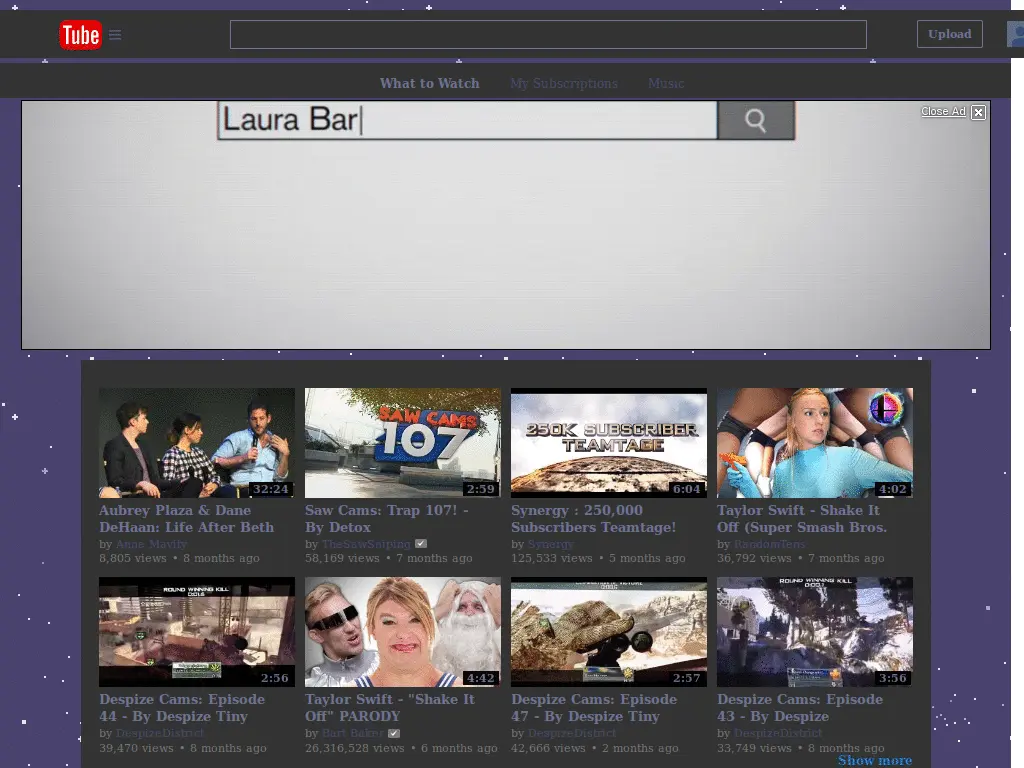 Tube
Upload
What to Watch
My Subscriptions
Music
Laura Bar
Close Ad
32:24
SAW CAMS
107
2:59
250K SUBSCRIBER
TEAMTAGE
6:04
4:02
Aubrey Plaza & Dane
DeHaan: Life After Beth
by Anna Mavity
8,805 views • 8 months ago
Saw Cams: Trap 107! -
By Detox
by TheSawSniping
58,169 views • 7 months ago
Synergy : 250,000
Subscribers Teamtage!
by Synergy
125,533 views • 5 months ago
Taylor Swift - Shake It
Off (Super Smash Bros.
by RandomTens
36,792 views • 7 months ago
ROUND WINNING KILL
2:56
4:42
2:57
ROUND WINNING KILL
3:56
Despize Cams: Episode
44 - By Despize Tiny
by DespizeDistrict
39,470 views • 8 months ago
Taylor Swift - "Shake It
Off" PARODY
by Bart Baker
26,316,528 views • 6 months ago
Despize Cams: Episode
47 - By Despize Tiny
by DespizeDistrict
42,666 views • 2 months ago
Despize Cams: Episode
43 - By Despize
by DespizeDistrict
33,749 views • 8 months ago
Show more